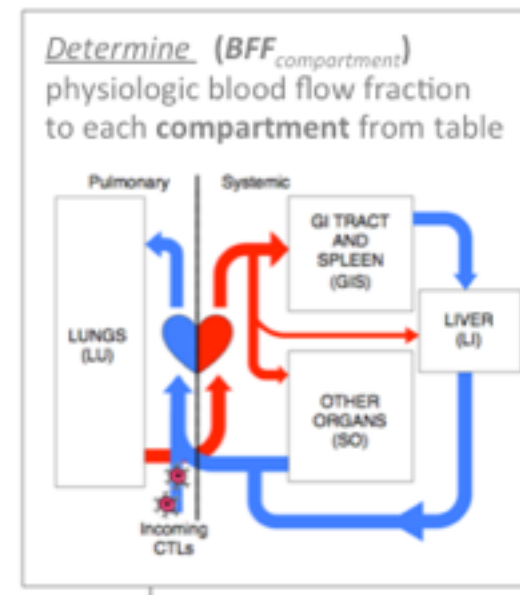 Determine (BFFcompartment)
physiologic blood flow fraction
to each compartment from table
Pulmonary Systemic
GI TRACT
AND
SPLEEN
(GIS)
LUNGS
(LU)
LIVER
(LI)
OTHER
ORGANS
(SO)
Incoming
CTLs